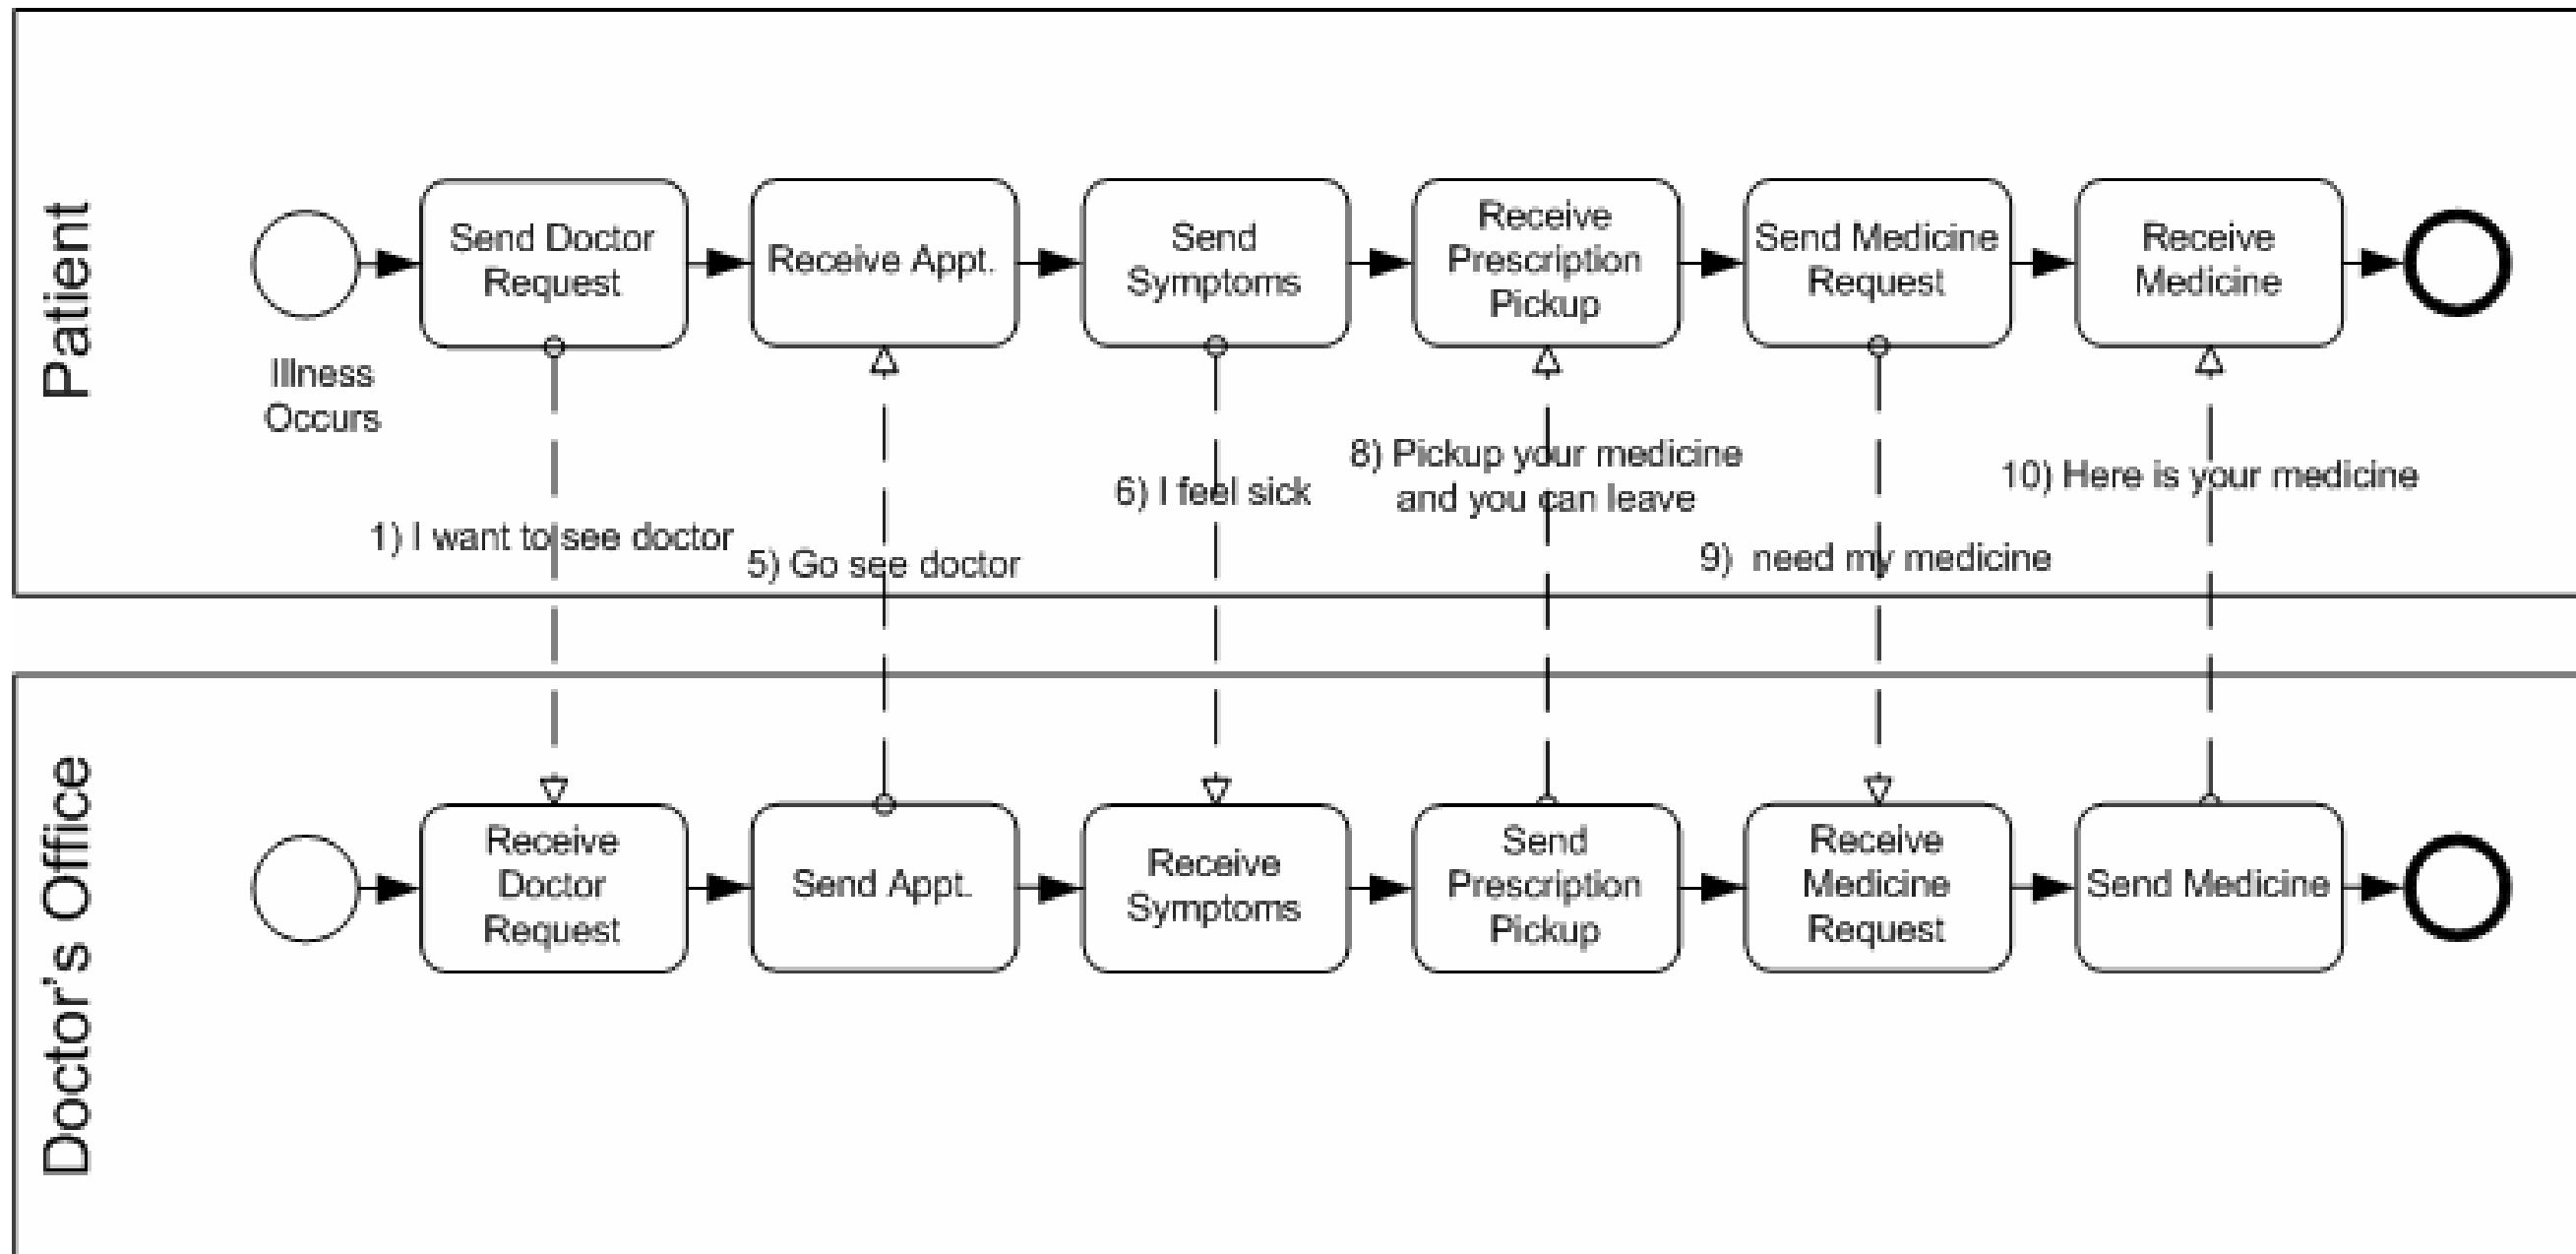 Patient
Send Doctor
Request
Receive Appt.
Send
Symptoms
Receive
Prescription
Pickup
Send Medicine
Request
Receive
Medicine
Illness
Occurs
1) I want to see doctor
5) Go see doctor
6) I feel sick
8) Pickup your medicine
and you can leave
9) need my medicine
10) Here is your medicine
Doctor's Office
Receive
Doctor
Request
Send Appt.
Receive
Symptoms
Send
Prescription
Pickup
Receive
Medicine
Request
Send Medicine